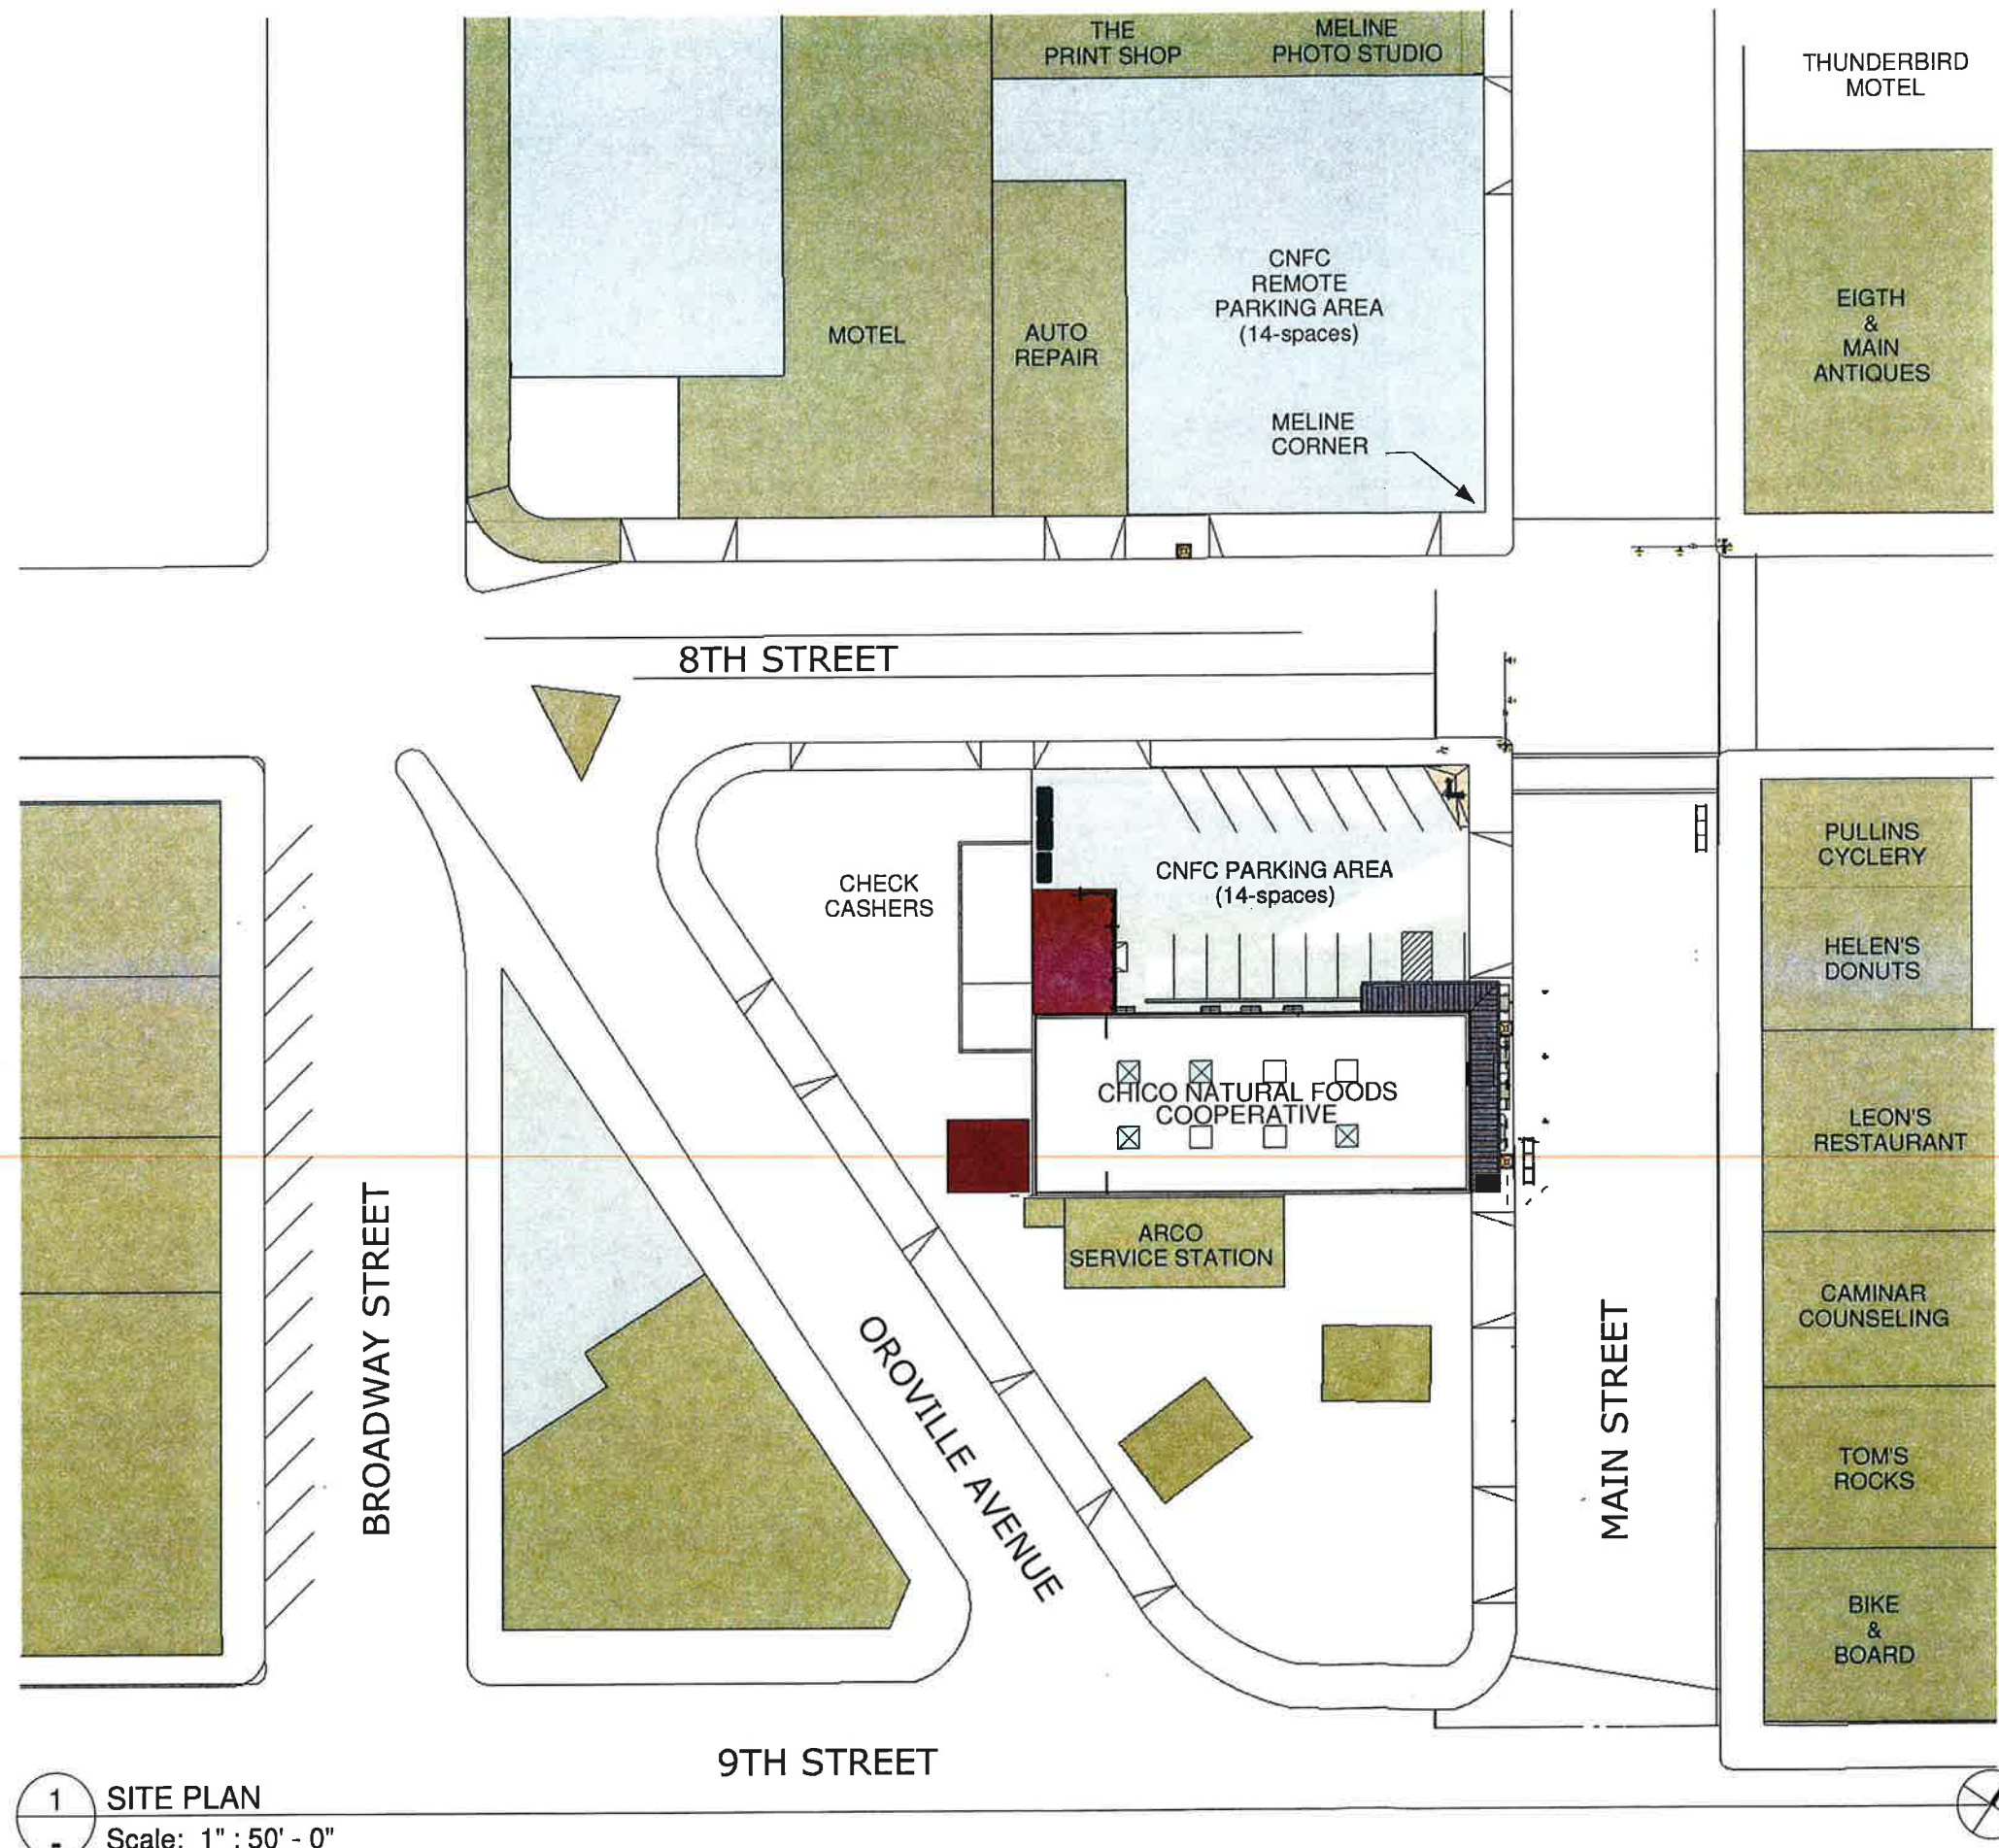 THE
PRINT SHOP
MELINE
PHOTO STUDIO
THUNDERBIRD
MOTEL
MOTEL
AUTO
REPAIR
CNFC
REMOTE
PARKING AREA
(14-spaces)
MELINE
CORNER
EIGTH
&
MAIN
ANTIQUES
8TH STREET
CHECK
CASHERS
CNFC PARKING AREA
(14-spaces)
PULLINS
CYCLERY
HELEN'S
DONUTS
CHICO NATURAL FOODS
COOPERATIVE
LEON'S
RESTAURANT
ARCO
SERVICE STATION
CAMINAR
COUNSELING
BROADWAY STREET
OROVILLE AVENUE
MAIN STREET
TOM'S
ROCKS
BIKE
&
BOARD
9TH STREET
1
-
SITE PLAN
Scale: 1" : 50' - 0"